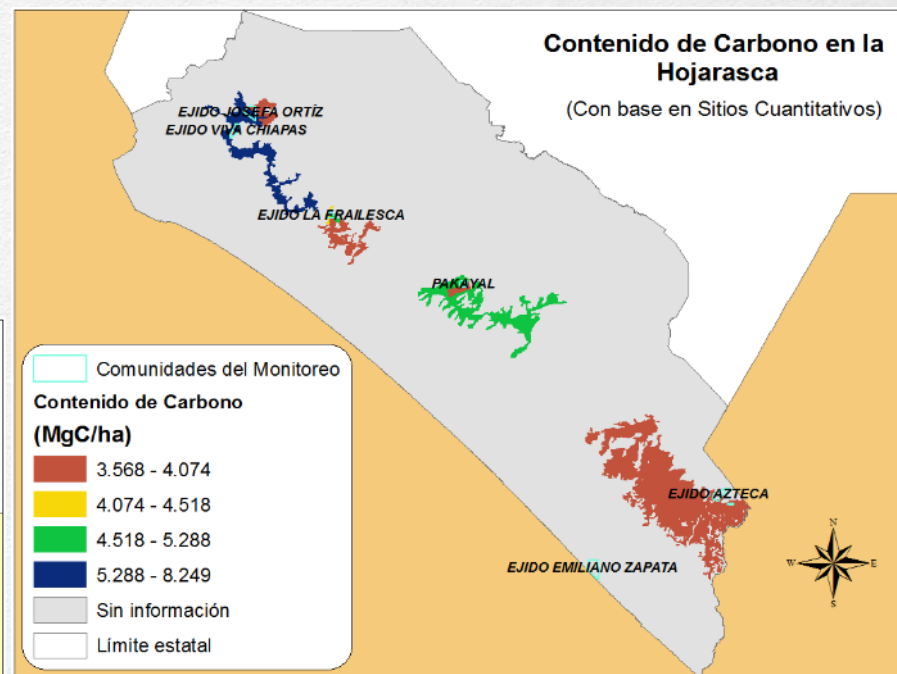 Contenido de Carbono en la
Hojarasca
(Con base en Sitios Cuantitativos)
EJIDO JOSEFA ORTÍZ
EJIDO VIVA CHIAPAS
EJIDO LA FRAILESCA
PAKAYAL
EJIDO AZTECA
EJIDO EMILIANO ZAPATA
Comunidades del Monitoreo
Contenido de Carbono
(MgC/ha)
3.568 - 4.074
4.074 - 4.518
4.518 - 5.288
5.288 - 8.249
Sin información
Límite estatal
N
W
E
S